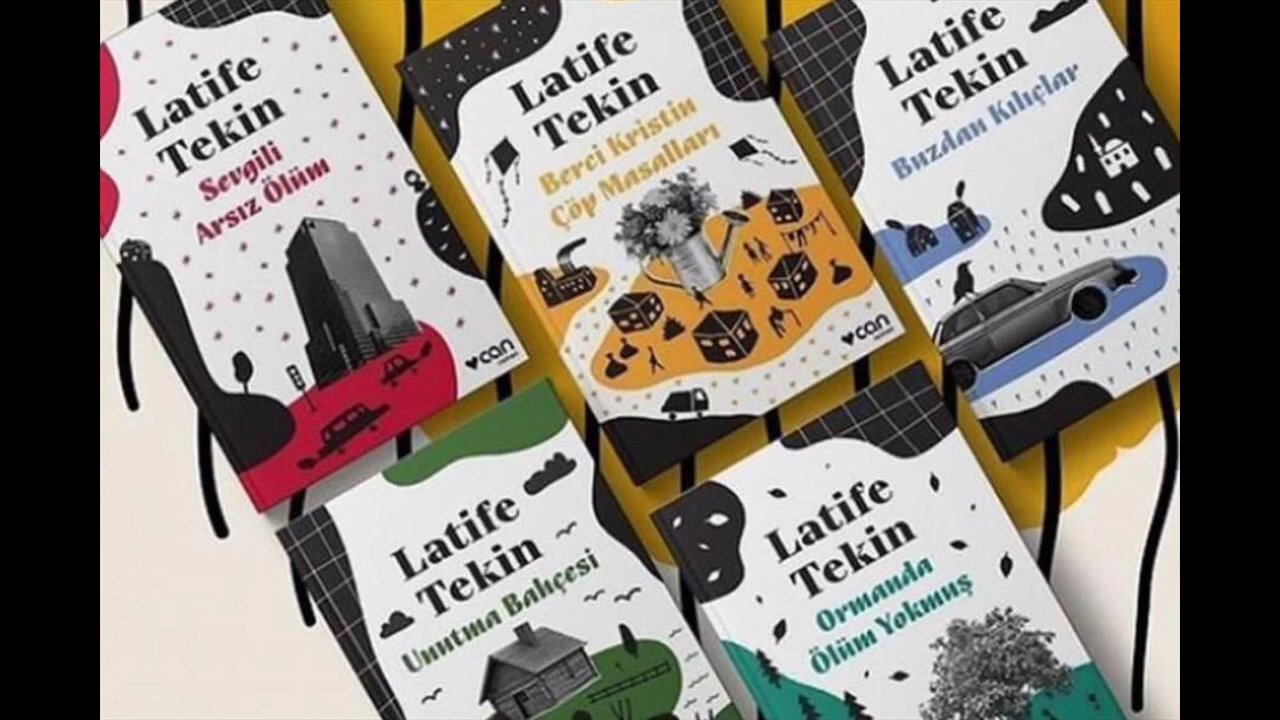 Latife
Tekin
Sevgili
Arsız Ölüm
can
Latife
Tekin
Berci Kristin
Çöp Masalları
can
Latife
Tekin
Buzdan Kılıçlar
Latife
Tekin
Unutma Bahçesi
Latife
Tekin
Ormanda
Ölüm Yokmuş